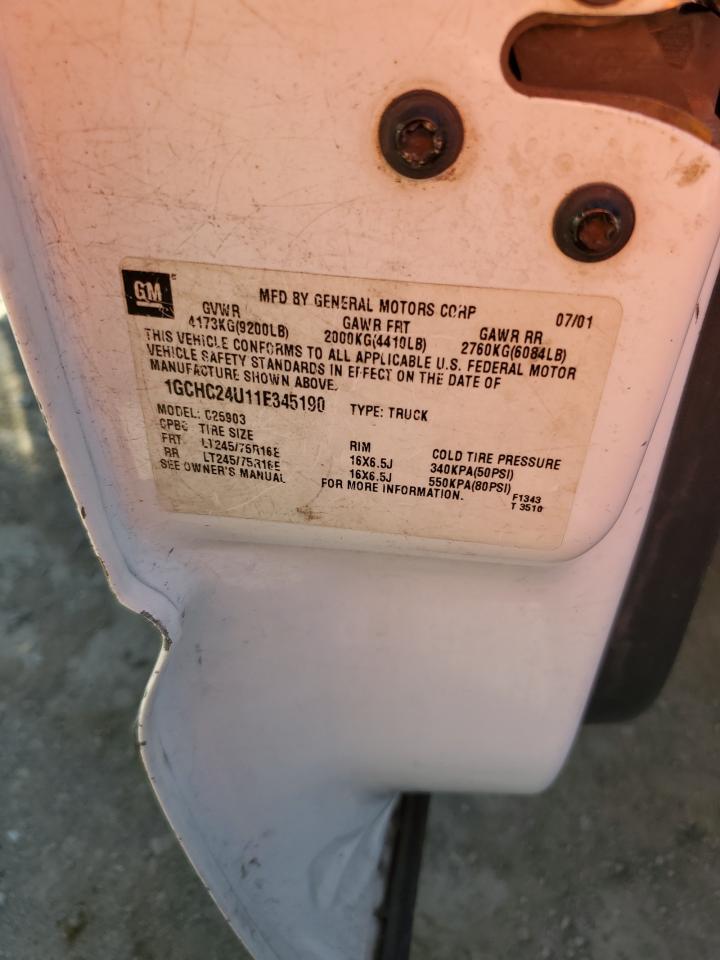 GM
MFD BY GENERAL MOTORS CORP 07/01
GVWR GAWR FRT GAWR RR
4173KG(9200LB) 2000KG(4410LB) 2760KG(6084LB)
THIS VEHICLE CONFORMS TO ALL APPLICABLE U.S. FEDERAL MOTOR
VEHICLE SAFETY STANDARDS IN EFFECT ON THE DATE OF
MANUFACTURE SHOWN ABOVE.
1GCHC24U11E345190 TYPE: TRUCK
MODEL: C25903
TIRE SIZE RIM COLD TIRE PRESSURE
FRT LT245/75R16E 16X6.5J 340KPA(50PSI)
RR LT245/75R16E 16X6.5J 550KPA(80PSI)
SEE OWNER'S MANUAL FOR MORE INFORMATION.
F1343
T 3510